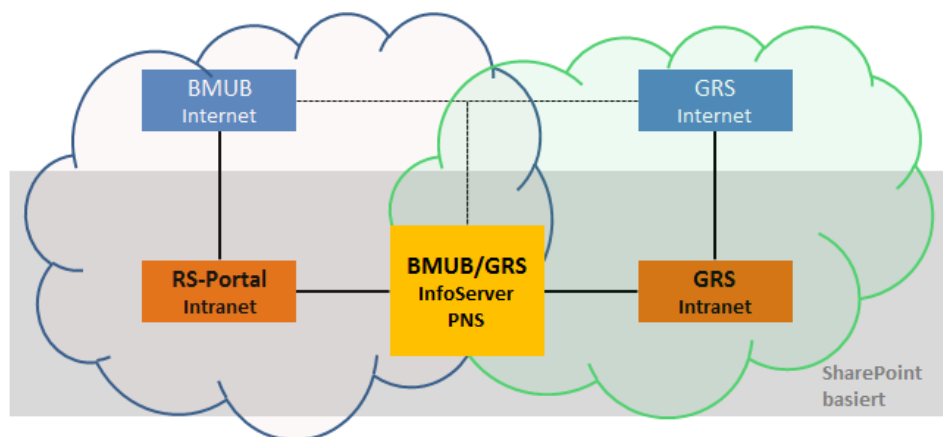 BMUB
Internet
GRS
Internet
RS-Portal
Intranet
BMUB/GRS
InfoServer
PNS
GRS
Intranet
SharePoint
basiert